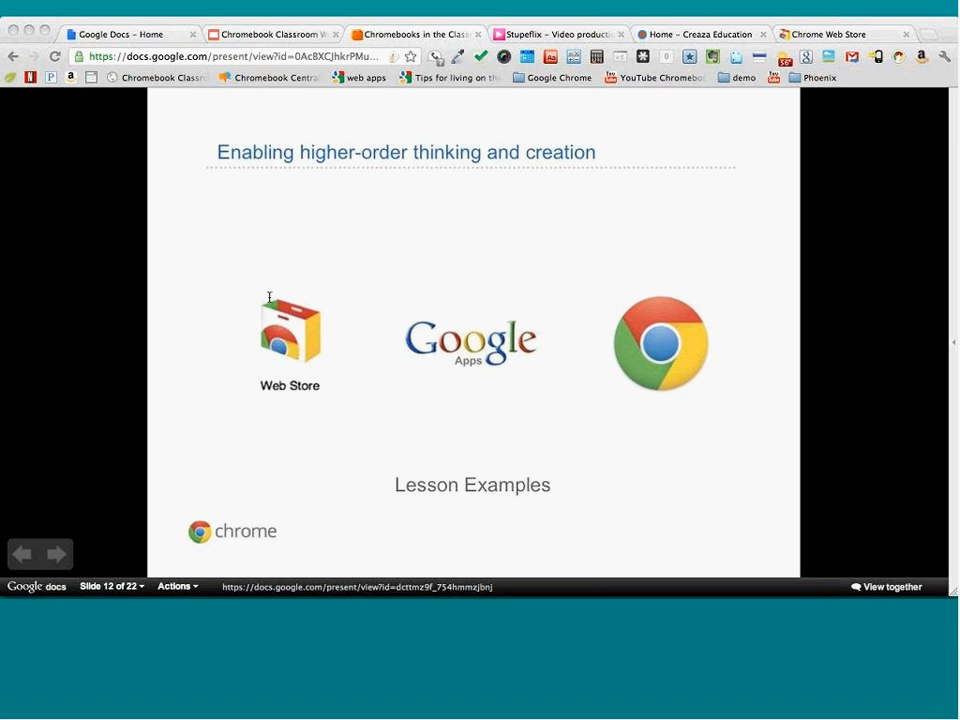 Google Docs - Home
Chromebook Classroom W
Chromebooks in the Class
Stupeflix - Video producti
Home - Creazza Education
Chrome Web Store
https://docs.google.com/present/view?id=0AcBXCJhkrPMu...
Chromebook Classr
Chromebook Centra
web apps
Tips for living on th
Google Chrome
YouTube Chromeboo
demo
Phoenix
Enabling higher-order thinking and creation
Web Store
Google
Apps
Lesson Examples
chrome
Google docs
Slide 12 of 22
Actions
https://docs.google.com/present/view?id=dcttmz9f_754hmmzjbnj
View together